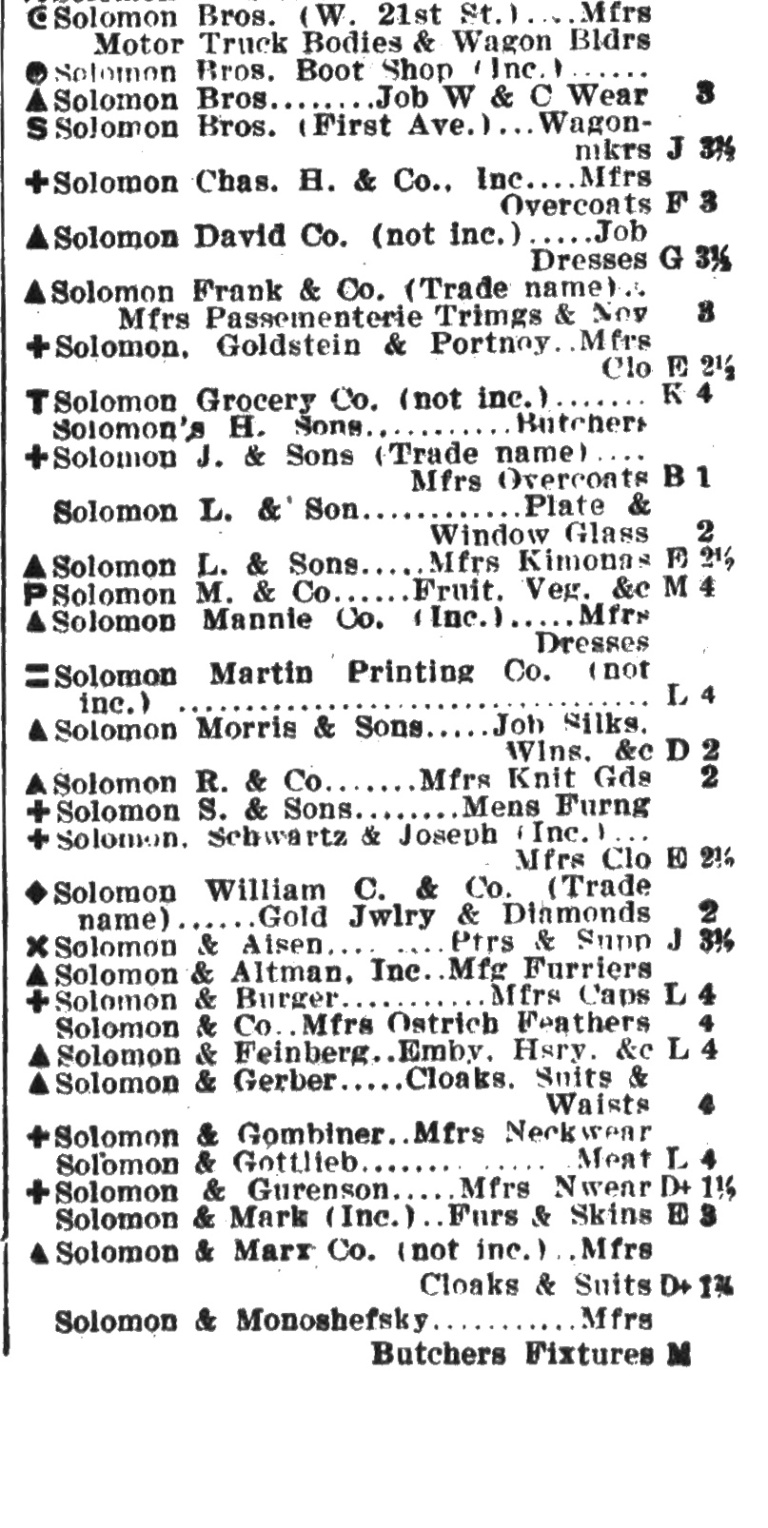 Solomon Bros. (W. 21st St.)....Mfrs
Motor Truck Bodies & Wagon Bldrs
Solomon Bros. Boot Shop (Inc.)......
▲Solomon Bros........Job W & C Wear 3
S Solomon Bros. (First Ave.)...Wagon-
mkrs J 3½
+Solomon Chas. H. & Co., Inc....Mfrs
Overcoats F 3
▲Solomon David Co. (not inc.).....Job
Dresses G 3½
▲Solomon Frank & Co. (Trade name)..
Mfrs Passementerie Trimgs & Nov 3
+Solomon, Goldstein & Portnoy..Mfrs
Clo E 2½
T Solomon Grocery Co. (not inc.)....... K 4
Solomon's H. Sons...........Butchers
+Solomon J. & Sons (Trade name)....
Mfrs Overcoats B 1
Solomon L. & Son............Plate &
Window Glass 2
▲Solomon L. & Sons.....Mfrs Kimonas E 2½
P Solomon M. & Co......Fruit, Veg. &c M 4
▲Solomon Mannie Co. (Inc.).....Mfrs
Dresses
=Solomon Martin Printing Co. (not
inc.) ................................... L 4
▲Solomon Morris & Sons.....Job Silks,
Wlns. &c D 2
▲Solomon R. & Co.......Mfrs Knit Gds 2
+Solomon S. & Sons........Mens Furng
+Solomon, Schwartz & Joseph (Inc.)...
Mfrs Clo E 2½
◆Solomon William C. & Co. (Trade
name)......Gold Jwlry & Diamonds 2
×Solomon & Aisen.... ....Ptrs & Supp J 3½
▲Solomon & Altman, Inc..Mfg Furriers
+Solomon & Burger...........Mfrs Caps L 4
Solomon & Co..Mfrs Ostrich Feathers 4
▲Solomon & Feinberg..Emby, Hsry, &c L 4
▲Solomon & Gerber.....Cloaks, Suits &
Waists 4
+Solomon & Gombiner..Mfrs Neckwear
Solomon & Gottlieb........ ..... Meat L 4
+Solomon & Gurenson.....Mfrs Nwear D+ 1½
Solomon & Mark (Inc.)..Furs & Skins E 3
▲Solomon & Marx Co. (not inc.)..Mfrs
Cloaks & Suits D+ 1¾
Solomon & Monoshefsky...........Mfrs
Butchers Fixtures M